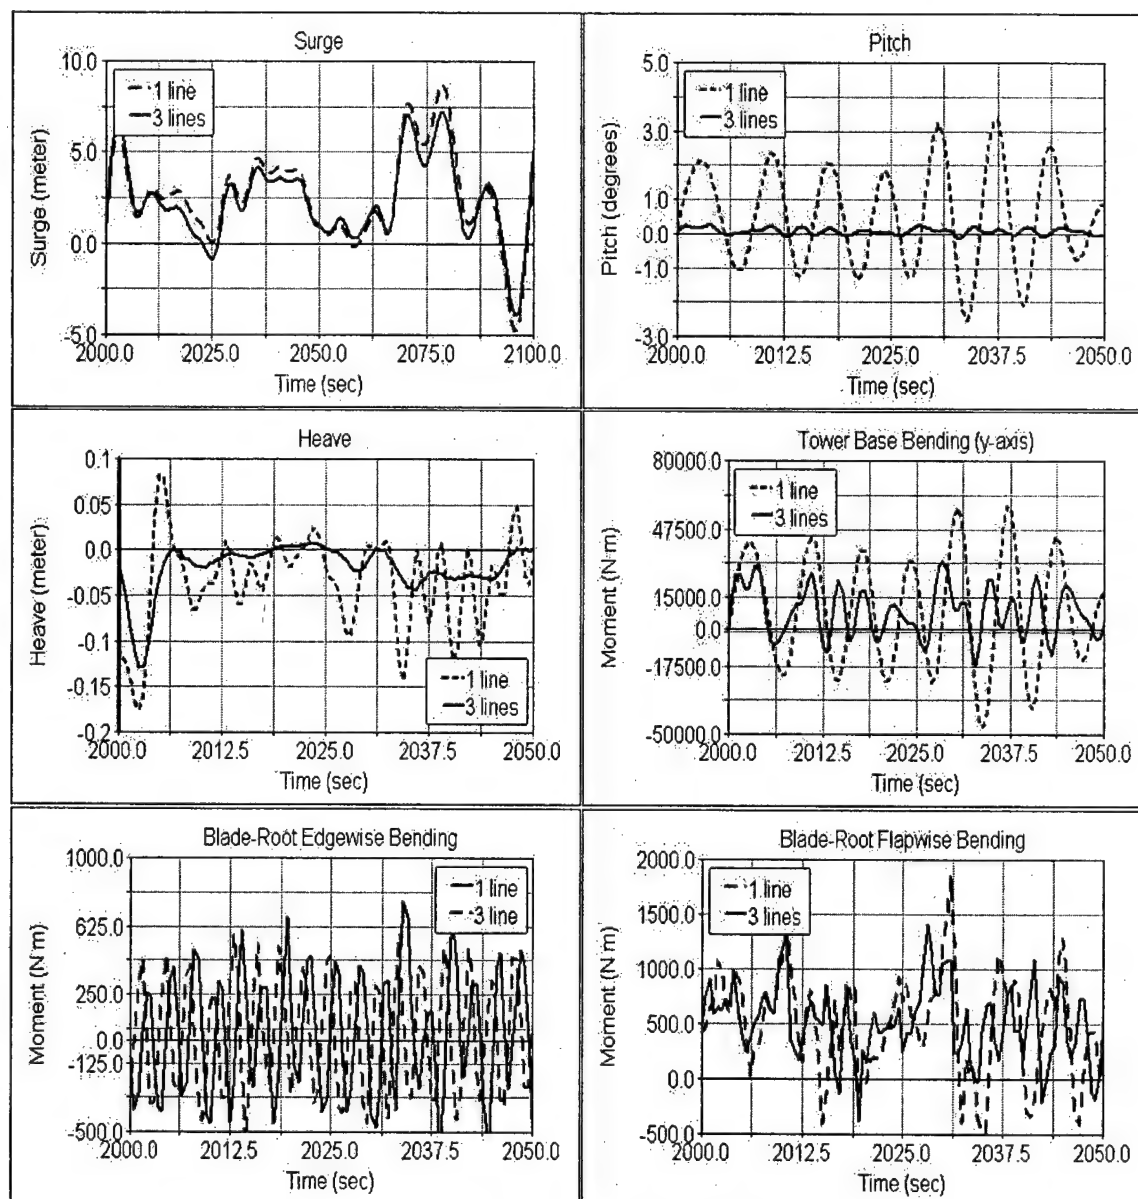 Surge
10.0
5.0
0.0
-5.0
Surge (meter)
1 line
3 lines
2000.0 2025.0 2050.0 2075.0 2100.0
Time (sec)
Pitch
5.0
3.0
1.0
0.0
-1.0
-3.0
Pitch (degrees)
1 line
3 lines
2000.0 2012.5 2025.0 2037.5 2050.0
Time (sec)
Heave
0.1
0.05
0.0
-0.05
-0.1
-0.15
-0.2
Heave (meter)
1 line
3 lines
2000.0 2012.5 2025.0 2037.5 2050.0
Time (sec)
Tower Base Bending (y-axis)
80000.0
47500.0
15000.0
0.0
-17500.0
-50000.0
Moment (N·m)
1 line
3 lines
2000.0 2012.5 2025.0 2037.5 2050.0
Time (sec)
Blade-Root Edgewise Bending
1000.0
625.0
250.0
0.0
-125.0
-500.0
Moment (N·m)
1 line
3 line
2000.0 2012.5 2025.0 2037.5 2050.0
Time (sec)
Blade-Root Flapwise Bending
2000.0
1500.0
1000.0
500.0
0.0
-500.0
Moment (N·m)
1 line
3 lines
2000.0 2012.5 2025.0 2037.5 2050.0
Time (sec)